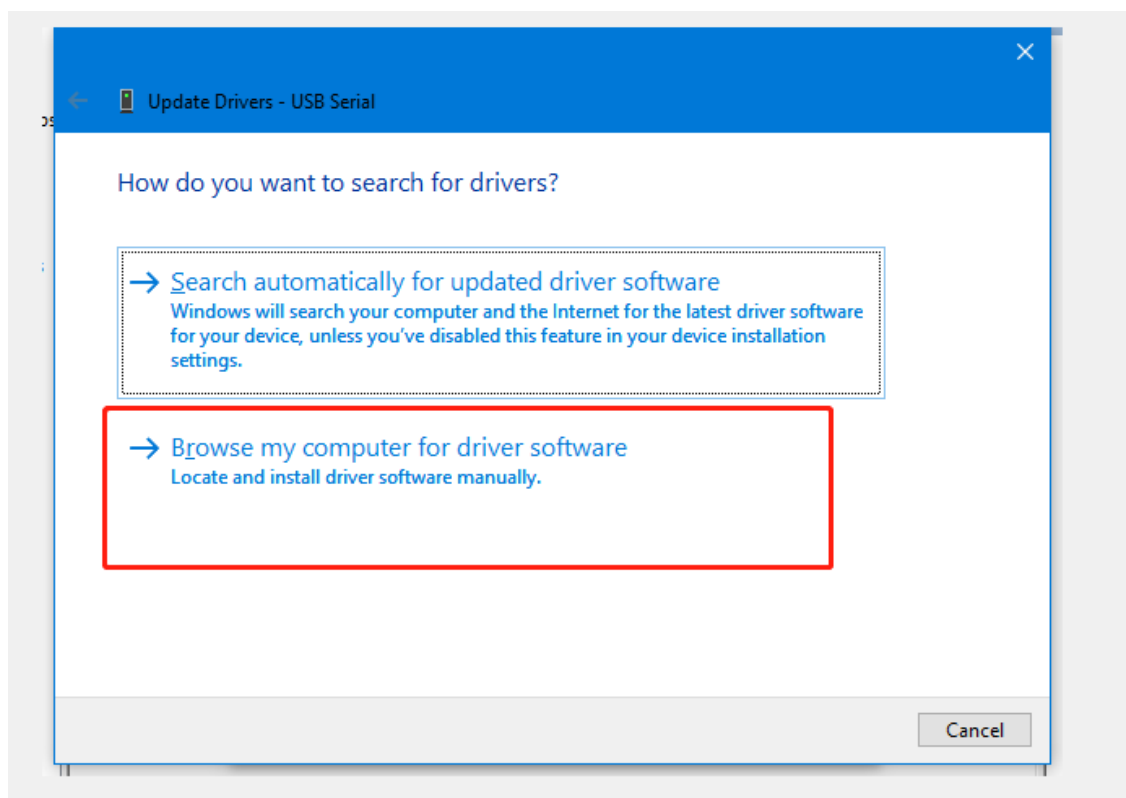 Update Drivers - USB Serial
How do you want to search for drivers?
Search automatically for updated driver software
Windows will search your computer and the Internet for the latest driver software
for your device, unless you've disabled this feature in your device installation
settings.
Browse my computer for driver software
Locate and install driver software manually.
Cancel